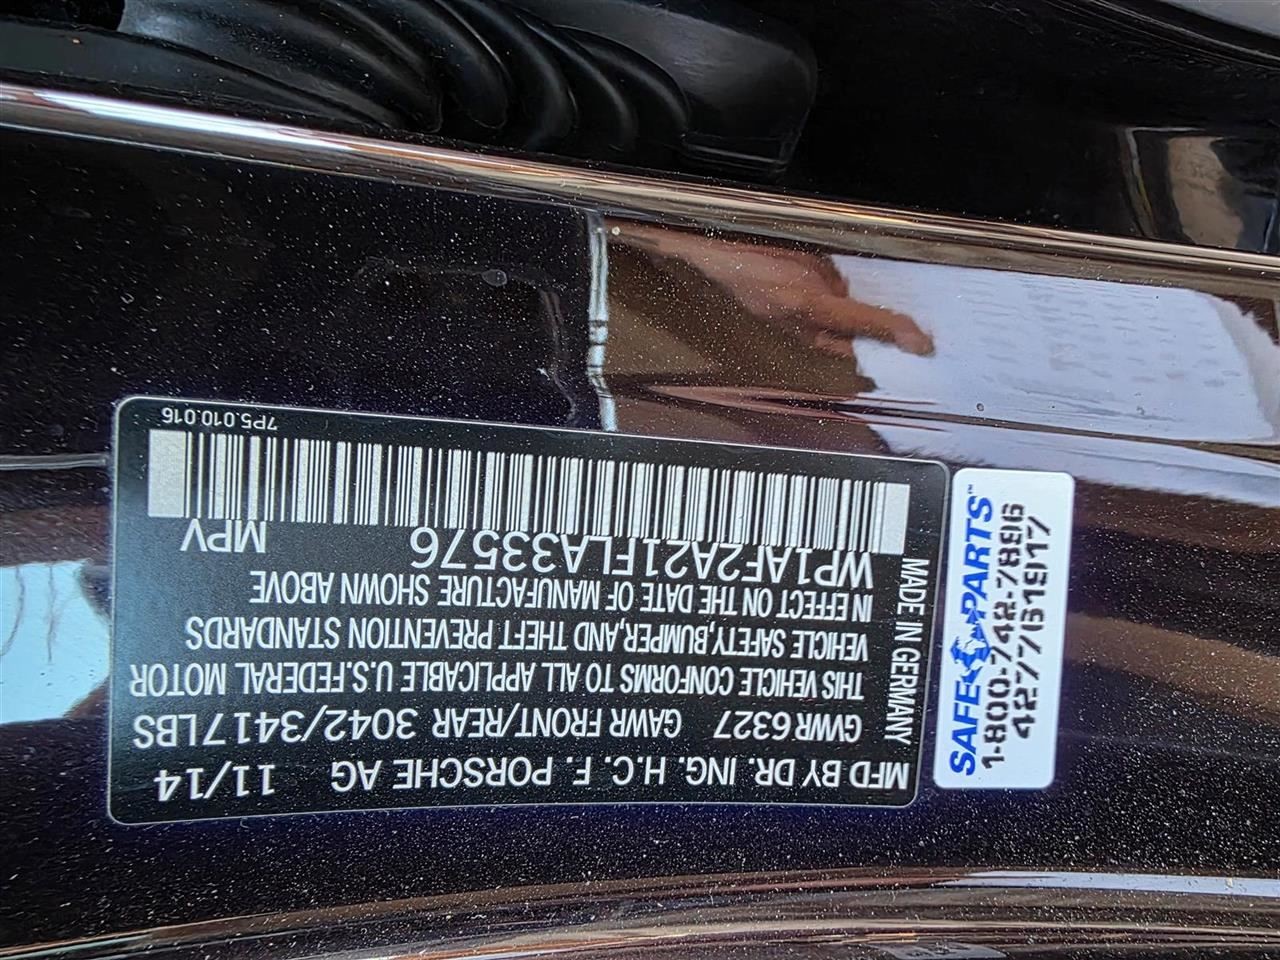 MFD BY DR. ING. H.C. F. PORSCHE AG 11/14
GVWR 6327 GAWR FRONT/REAR 3042/3417LBS
THIS VEHICLE CONFORMS TO ALL APPLICABLE U.S.FEDERAL MOTOR
VEHICLE SAFETY,BUMPER,AND THEFT PREVENTION STANDARDS
IN EFFECT ON THE DATE OF MANUFACTURE SHOWN ABOVE
WP1AF2A21FLA33576 MPV
7P5.010.016
MADE IN GERMANY
SAFE PARTS™
1-800-742-7886
427761917